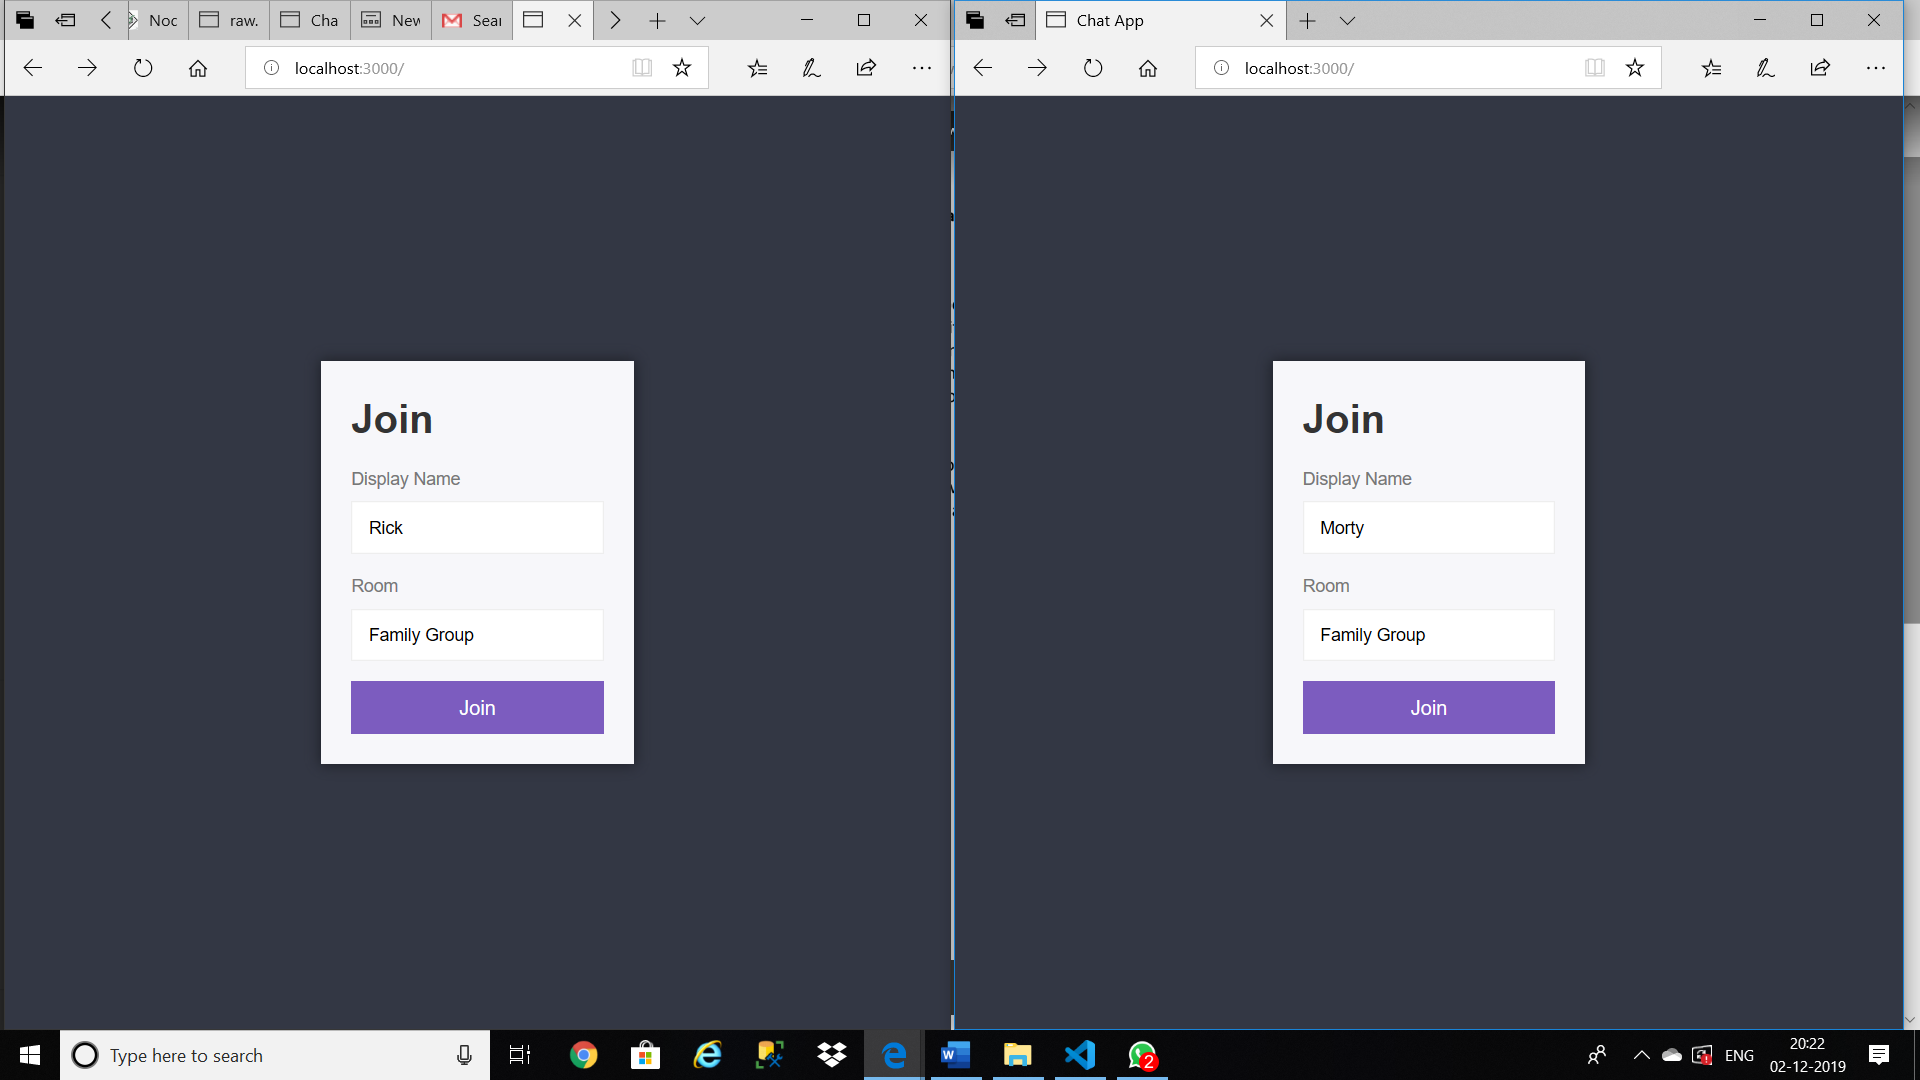 Noc
raw.
Cha
New
Sear
Chat App
localhost:3000/
localhost:3000/
Join
Display Name
Rick
Room
Family Group
Join
Join
Display Name
Morty
Room
Family Group
Join
Type here to search
2
ENG
20:22
02-12-2019